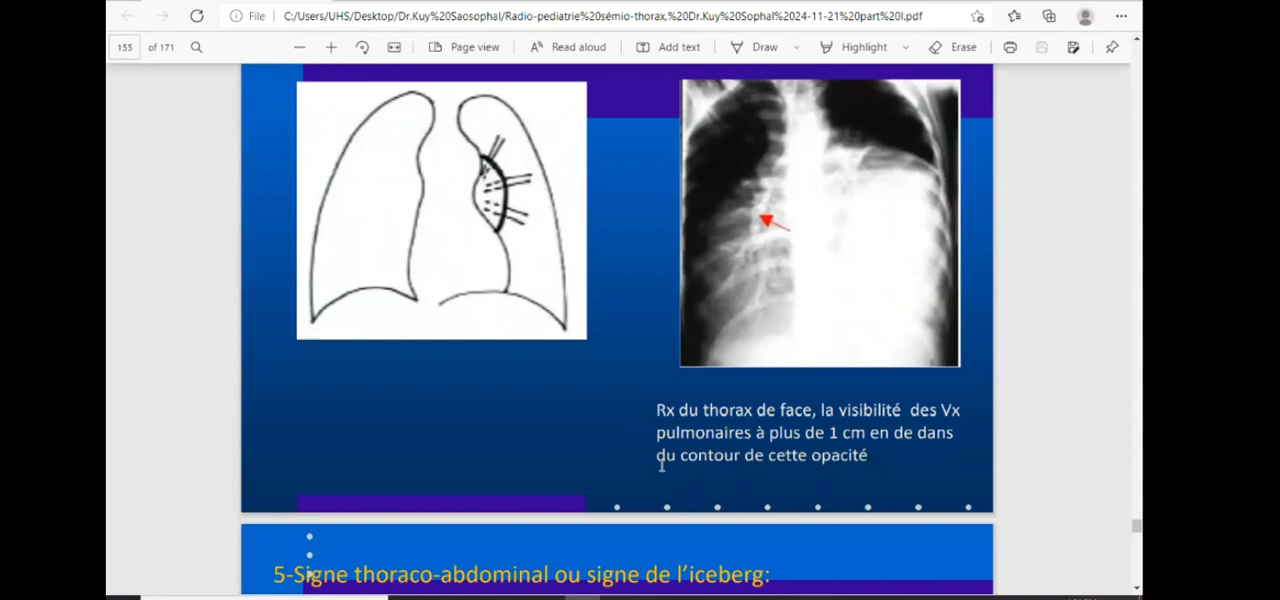 File
C:/Users/UHS/Desktop/Dr.Kuy%20Saosophal/Radio-pediatrie%20sémio-thorax,%20Dr.Kuy%20Sophal%2024-11-21%20part%20I.pdf
155 of 171
Page view
Read aloud
Add text
Draw
Highlight
Erase
Rx du thorax de face, la visibilité des Vx
pulmonaires à plus de 1 cm en de dans
du contour de cette opacité
5-Signe thoraco-abdominal ou signe de l’iceberg: